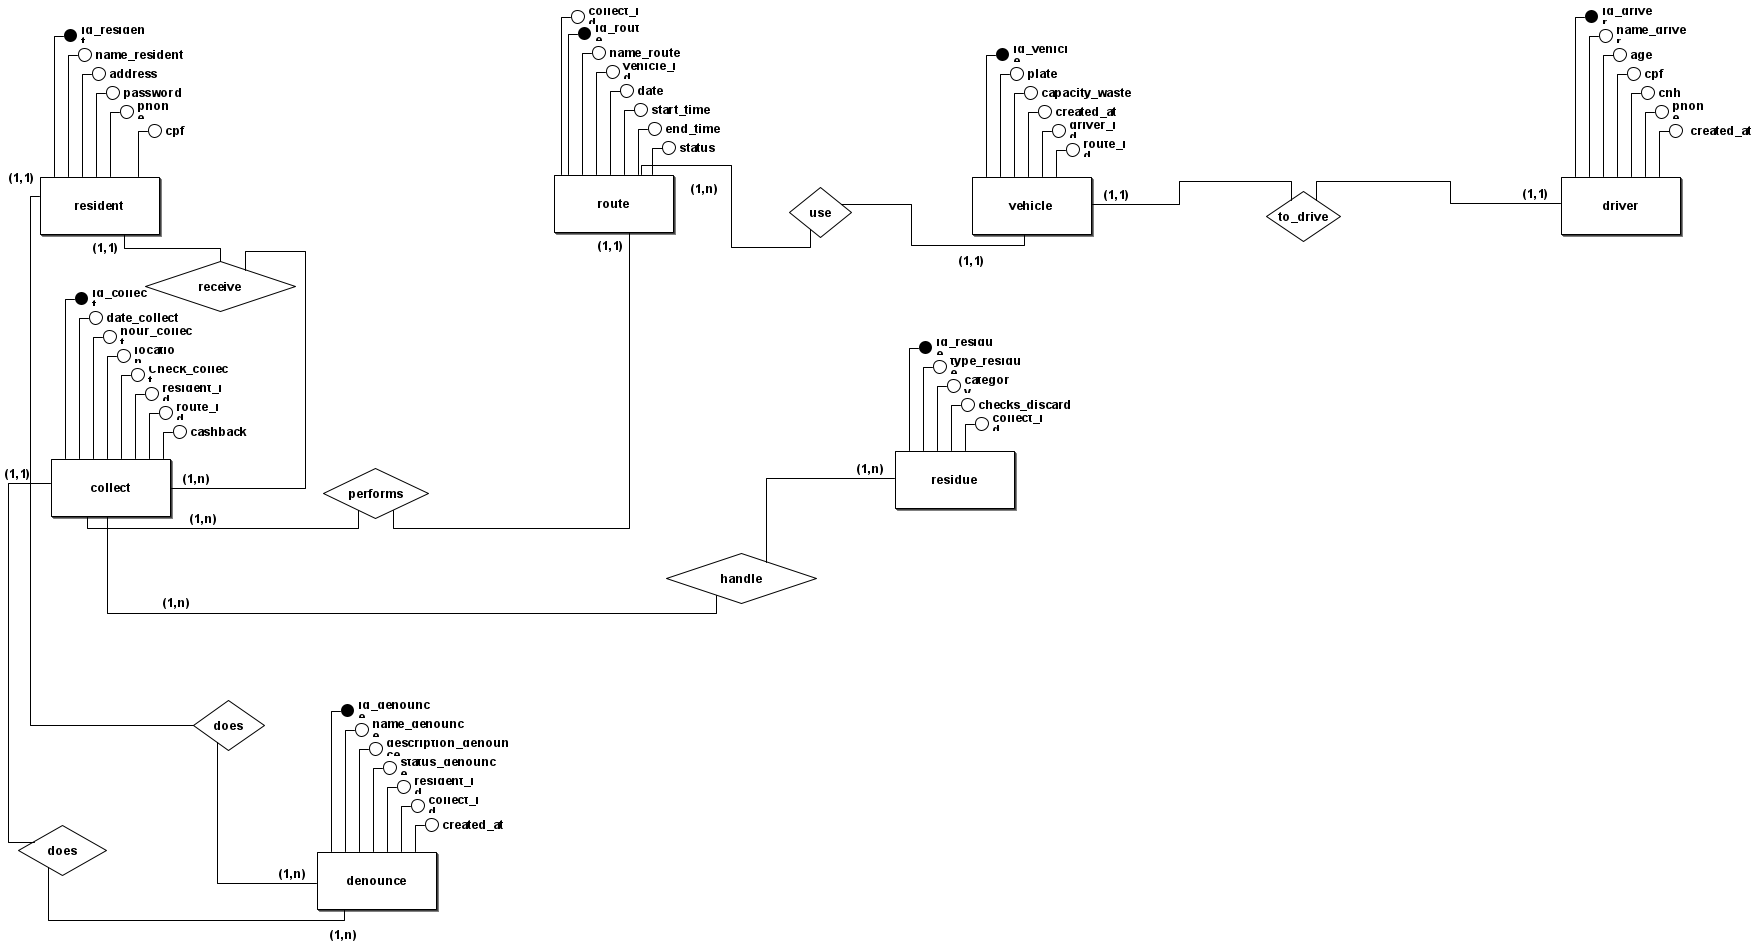 id_resident
name_resident
address
password
phone
cpf
(1,1)
resident
(1,1)
receive
collect_id
id_route
name_route
vehicle_id
date
start_time
end_time
status
route
(1,n)
(1,1)
use
id_vehicle
plate
capacity_waste
created_at
driver_id
route_id
vehicle
(1,1)
(1,1)
to_drive
id_driver
name_driver
age
cpf
cnh
phone
created_at
(1,1)
driver
id_collect
date_collect
hour_collect
location
Check_collect
resident_id
route_id
cashback
(1,1)
collect
(1,n)
(1,n)
(1,n)
performs
id_residue
type_residue
category
checks_discard
collect_id
(1,n)
residue
handle
does
does
id_denounce
name_denounce
description_denounce
status_denounce
resident_id
collect_id
created_at
(1,n)
denounce
(1,n)